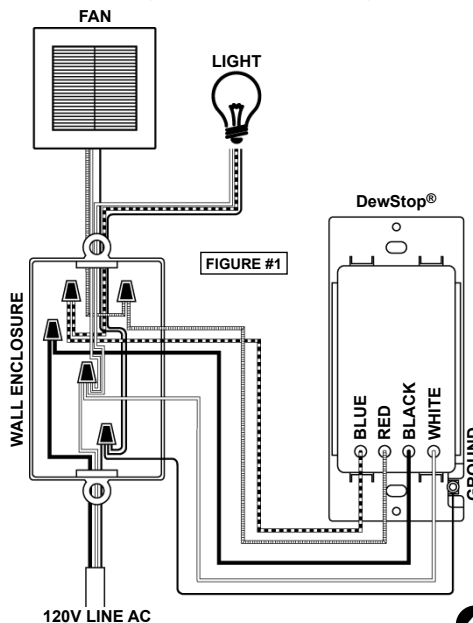 FAN
LIGHT
DewStop®
FIGURE #1
WALL ENCLOSURE
BLUE
RED
BLACK
WHITE
GROUND
120V LINE AC